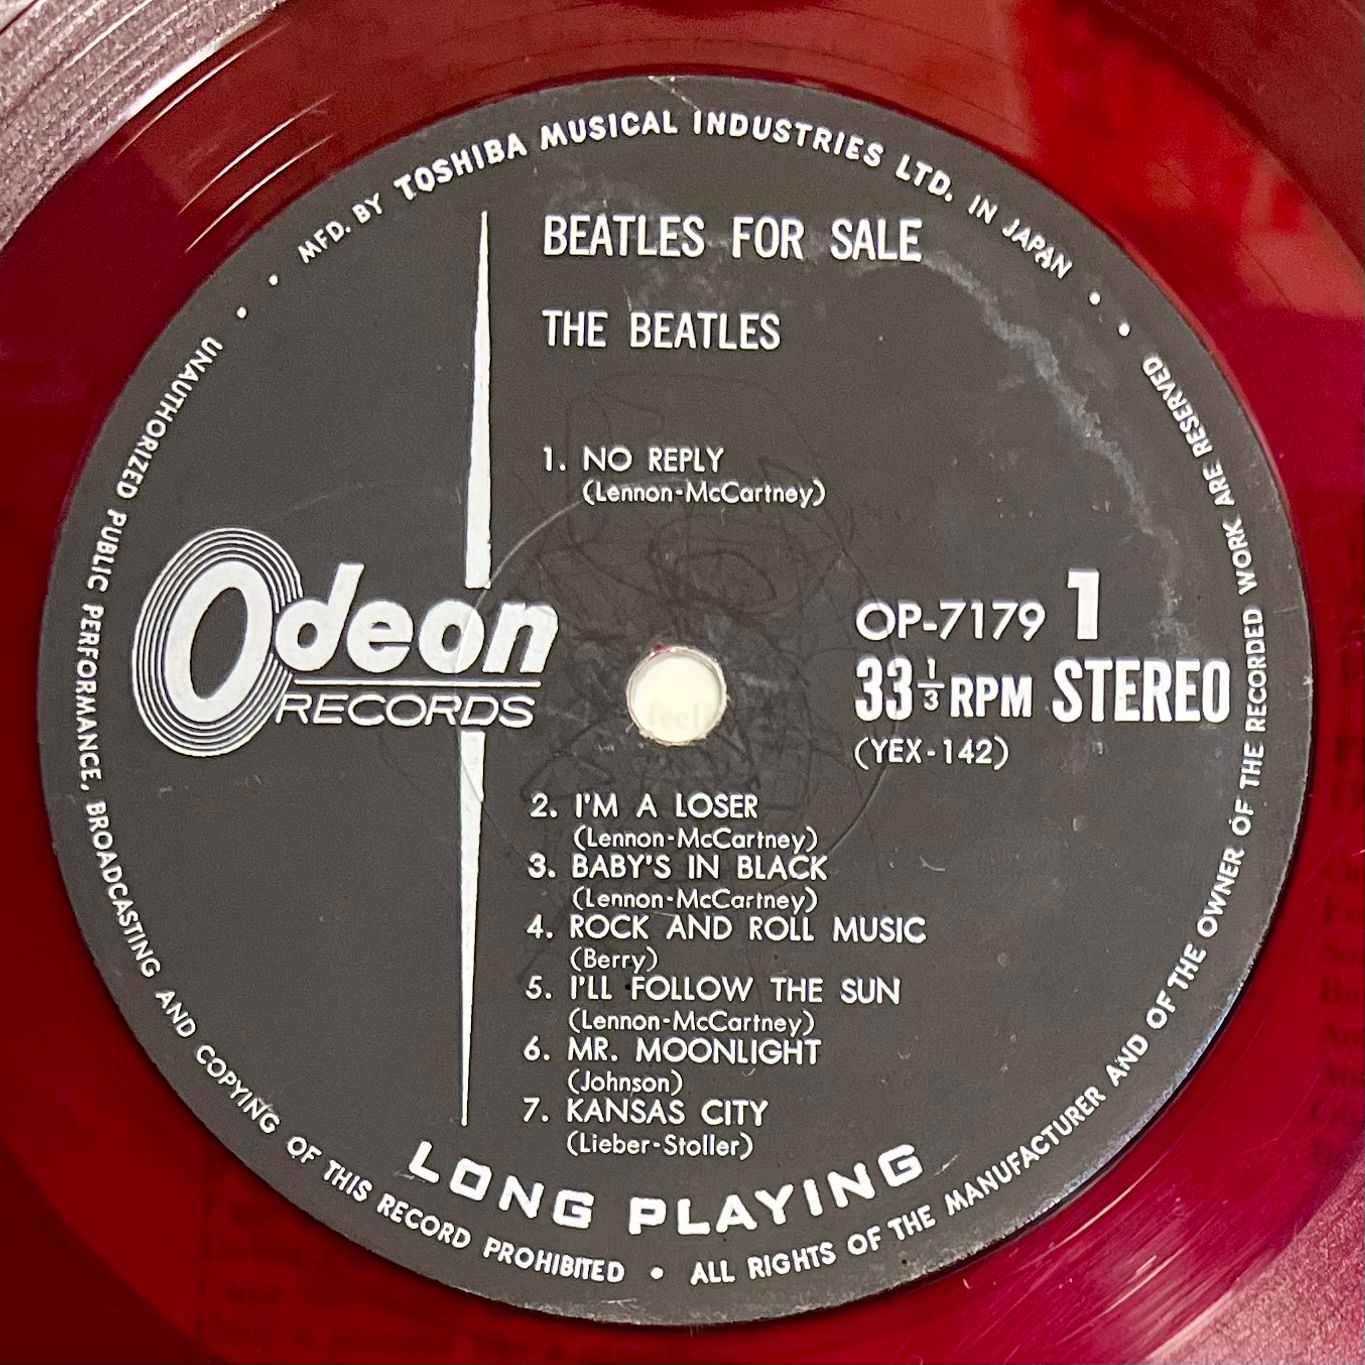 • MFD. BY TOSHIBA MUSICAL INDUSTRIES LTD. IN JAPAN •
BEATLES FOR SALE
THE BEATLES
1. NO REPLY
(Lennon-McCartney)
Odeon
RECORDS
OP-7179 1
33 1/3 RPM STEREO
(YEX-142)
2. I'M A LOSER
(Lennon-McCartney)
3. BABY'S IN BLACK
(Lennon-McCartney)
4. ROCK AND ROLL MUSIC
(Berry)
5. I'LL FOLLOW THE SUN
(Lennon-McCartney)
6. MR. MOONLIGHT
(Johnson)
7. KANSAS CITY
(Lieber-Stoller)
LONG PLAYING
• UNAUTHORIZED PUBLIC PERFORMANCE, BROADCASTING AND COPYING OF THIS RECORD PROHIBITED • ALL RIGHTS OF THE MANUFACTURER AND OF THE OWNER OF THE RECORDED WORK ARE RESERVED •